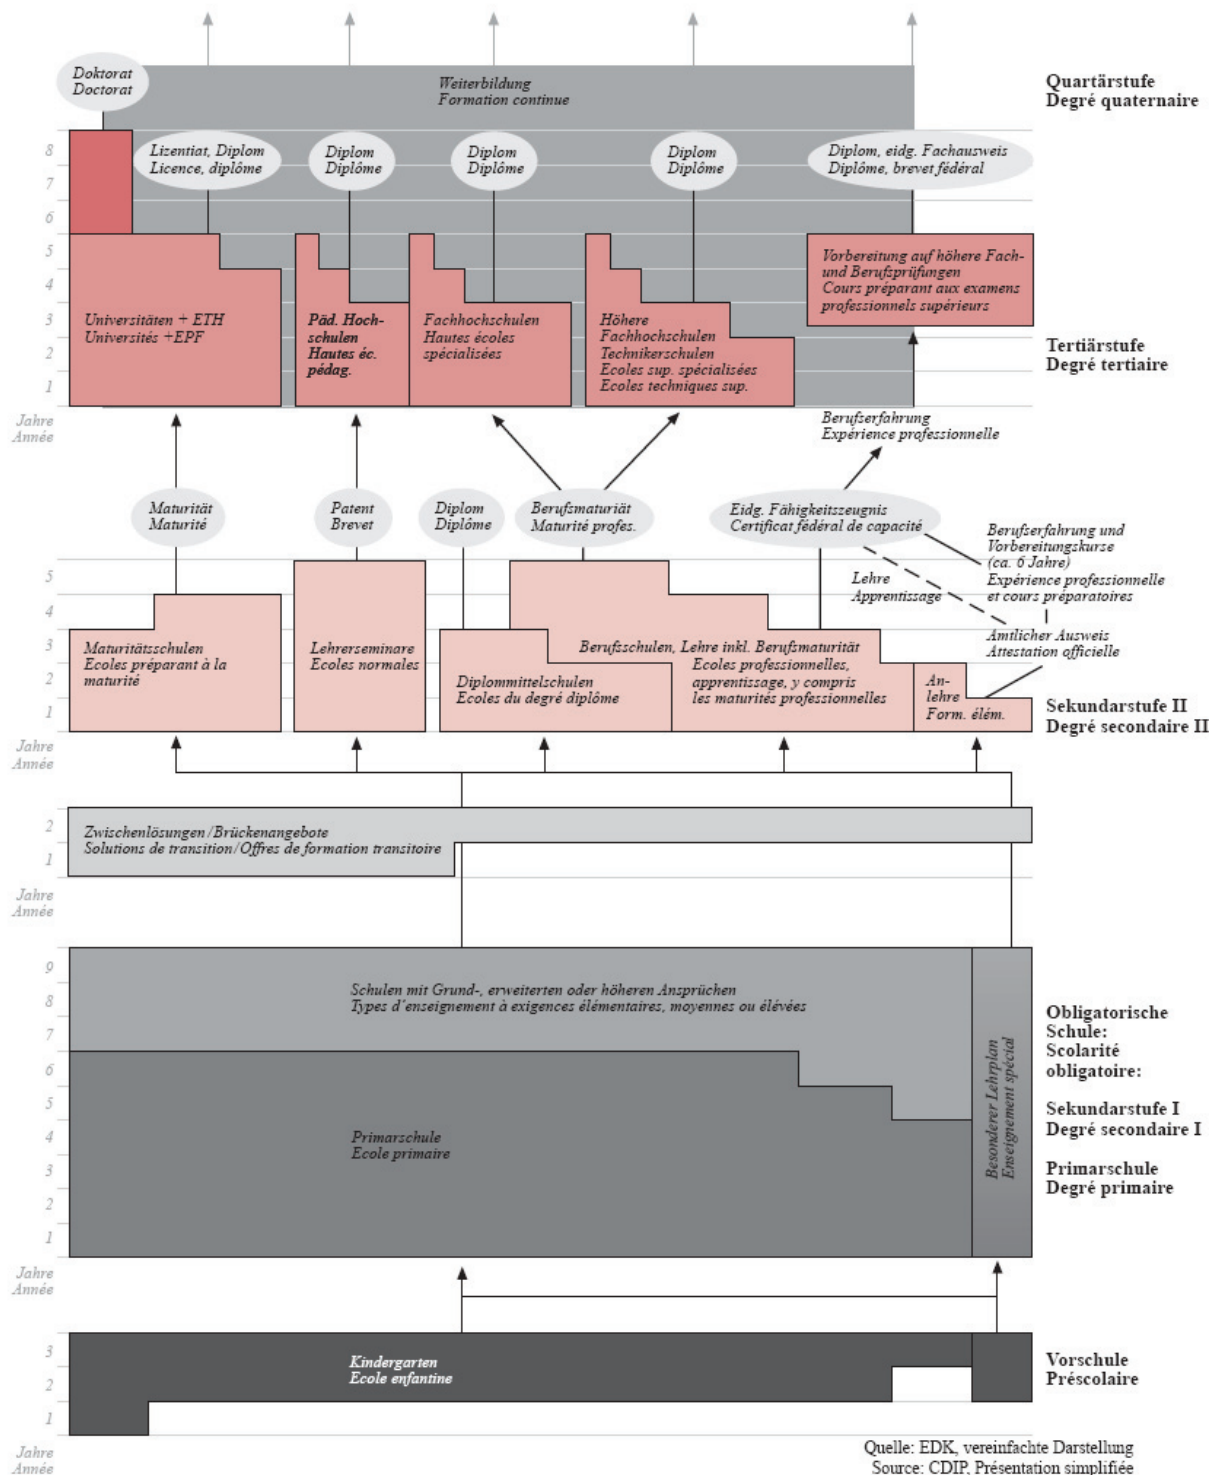 Doktorat
Doctorat
Weiterbildung
Formation continue
Quartärstufe
Degré quaternaire
8
7
6
5
4
3
2
1
Jahre
Année
Lizentiat, Diplom
Licence, diplôme
Diplom
Diplôme
Diplom
Diplôme
Diplom
Diplôme
Diplom, eidg. Fachausweis
Diplôme, brevet fédéral
Universitäten + ETH
Universités +EPF
Päd. Hoch-
schulen
Hautes éc.
pédag.
Fachhochschulen
Hautes écoles
spécialisées
Höhere
Fachhochschulen
Technikerschulen
Ecoles sup. spécialisées
Ecoles techniques sup.
Vorbereitung auf höhere Fach-
und Berufsprüfungen
Cours préparant aux examens
professionnels supérieurs
Tertiärstufe
Degré tertiaire
Berufserfahrung
Expérience professionnelle
Maturität
Maturité
Patent
Brevet
Diplom
Diplôme
Berufsmaturiät
Maturité profes.
Eidg. Fähigkeitszeugnis
Certificat fédéral de capacité
Berufserfahrung und
Vorbereitungskurse
(ca. 6 Jahre)
Expérience professionnelle
et cours préparatoires
Lehre
Apprentissage
Amtlicher Ausweis
Attestation officielle
5
4
3
2
1
Jahre
Année
Maturitätsschulen
Ecoles préparant à la
maturité
Lehrerseminare
Ecoles normales
Diplommittelschulen
Ecoles du degré diplôme
Berufsschulen, Lehre inkl. Berufsmaturität
Ecoles professionnelles,
apprentissage, y compris
les maturités professionnelles
An-
lehre
Form. élém.
Sekundarstufe II
Degré secondaire II
2
1
Jahre
Année
Zwischenlösungen/Brückenangebote
Solutions de transition/Offres de formation transitoire
9
8
7
6
5
4
3
2
1
Jahre
Année
Schulen mit Grund-, erweiterten oder höheren Ansprüchen
Types d'enseignement à exigences élémentaires, moyennes ou élévées
Primarschule
Ecole primaire
Besonderer Lehrplan
Enseignement spécial
Obligatorische
Schule:
Scolarité
obligatoire:
Sekundarstufe I
Degré secondaire I
Primarschule
Degré primaire
3
2
1
Jahre
Année
Kindergarten
Ecole enfantine
Vorschule
Préscolaire
Quelle: EDK, vereinfachte Darstellung
Source: CDIP, Présentation simplifiée